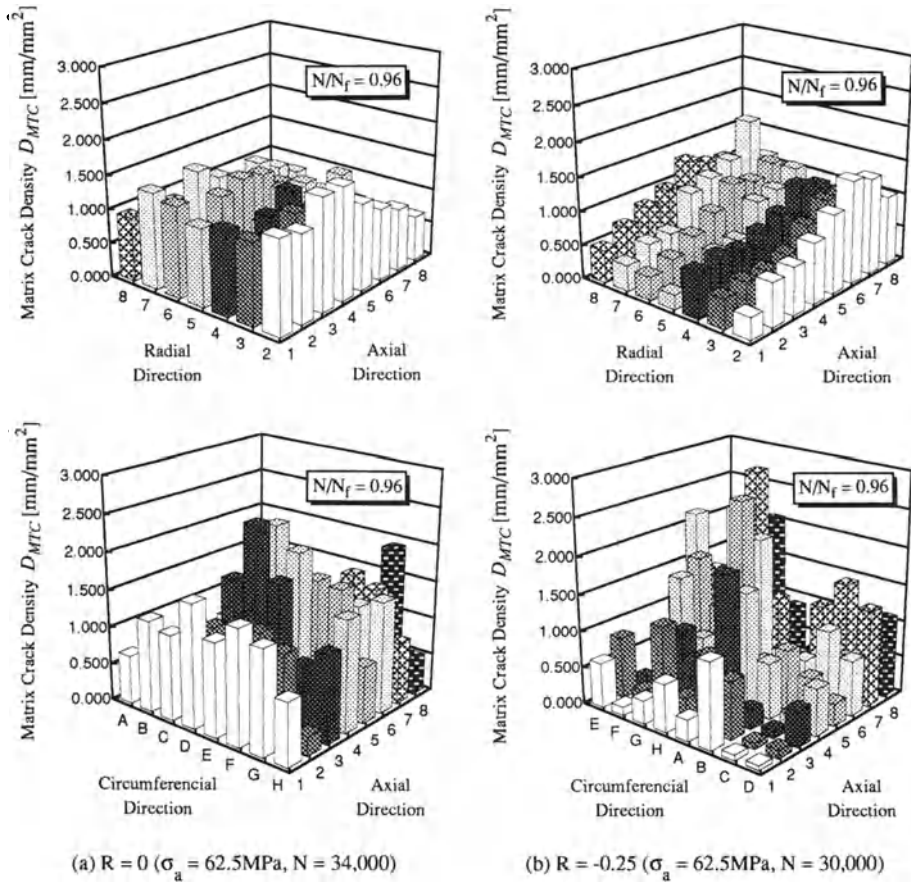 Matrix Crack Density D_MTC [mm/mm²]
3.000
2.500
2.000
1.500
1.000
0.500
0.000
N/N_f = 0.96
8 7 6 5 4 3 2
1 2 3 4 5 6 7 8
Radial
Direction
Axial
Direction
Matrix Crack Density D_MTC [mm/mm²]
3.000
2.500
2.000
1.500
1.000
0.500
0.000
N/N_f = 0.96
8 7 6 5 4 3 2
1 2 3 4 5 6 7 8
Radial
Direction
Axial
Direction
Matrix Crack Density D_MTC [mm/mm²]
3.000
2.500
2.000
1.500
1.000
0.500
0.000
N/N_f = 0.96
A B C D E F G H
1 2 3 4 5 6 7 8
Circumferencial
Direction
Axial
Direction
Matrix Crack Density D_MTC [mm/mm²]
3.000
2.500
2.000
1.500
1.000
0.500
0.000
N/N_f = 0.96
E F G H A B C D
1 2 3 4 5 6 7 8
Circumferencial
Direction
Axial
Direction
(a) R = 0 (σ_a = 62.5MPa, N = 34,000)
(b) R = -0.25 (σ_a = 62.5MPa, N = 30,000)